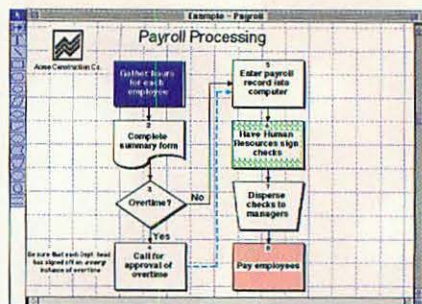 Example - Payroll
Payroll Processing
Acme Construction Co.
Gather hours
for each
employee
Complete
summary form
Overtime?
No
Yes
Call for
approval of
overtime
Be sure that each Dept. head
has signed off on every
instance of overtime
5
Enter payroll
record into
computer
Have Human
Resources sign
checks
7
Disperse
checks to
managers
Pay employees